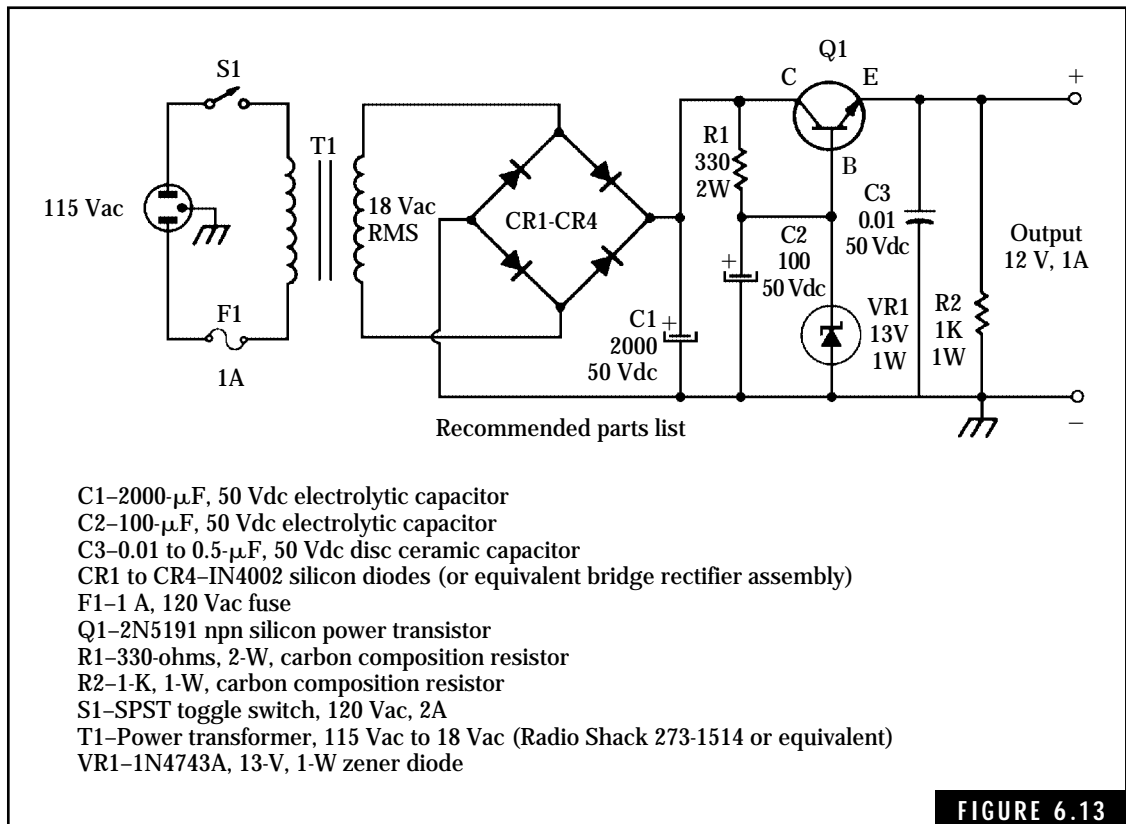 S1
115 Vac
F1
1A
T1
18 Vac
RMS
CR1-CR4
C1
+
2000
50 Vdc
R1
330
2W
+
C2
100
50 Vdc
Q1
C
E
B
VR1
13V
1W
C3
0.01
50 Vdc
R2
1K
1W
+
Output
12 V, 1A
–
Recommended parts list
C1–2000-μF, 50 Vdc electrolytic capacitor
C2–100-μF, 50 Vdc electrolytic capacitor
C3–0.01 to 0.5-μF, 50 Vdc disc ceramic capacitor
CR1 to CR4–IN4002 silicon diodes (or equivalent bridge rectifier assembly)
F1–1 A, 120 Vac fuse
Q1–2N5191 npn silicon power transistor
R1–330-ohms, 2-W, carbon composition resistor
R2–1-K, 1-W, carbon composition resistor
S1–SPST toggle switch, 120 Vac, 2A
T1–Power transformer, 115 Vac to 18 Vac (Radio Shack 273-1514 or equivalent)
VR1–1N4743A, 13-V, 1-W zener diode
FIGURE 6.13